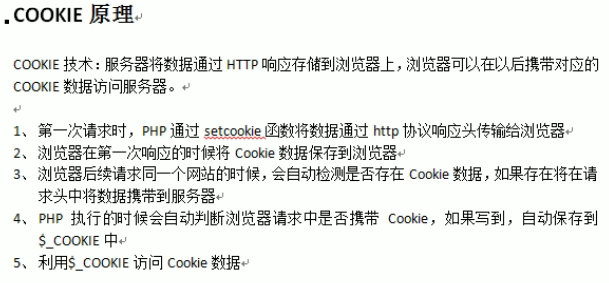 COOKIE 原理
COOKIE 技术：服务器将数据通过 HTTP 响应存储到浏览器上，浏览器可以在以后携带对应的
COOKIE 数据访问服务器。
1、 第一次请求时，PHP 通过 setcookie 函数将数据通过 http 协议响应头传输给浏览器
2、 浏览器在第一次响应的时候将 Cookie 数据保存到浏览器
3、 浏览器后续请求同一个网站的时候，会自动检测是否存在 Cookie 数据，如果存在将在请
求头中将数据携带到服务器
4、 PHP 执行的时候会自动判断浏览器请求中是否携带 Cookie，如果写到，自动保存到
$_COOKIE 中
5、 利用$_COOKIE 访问 Cookie 数据